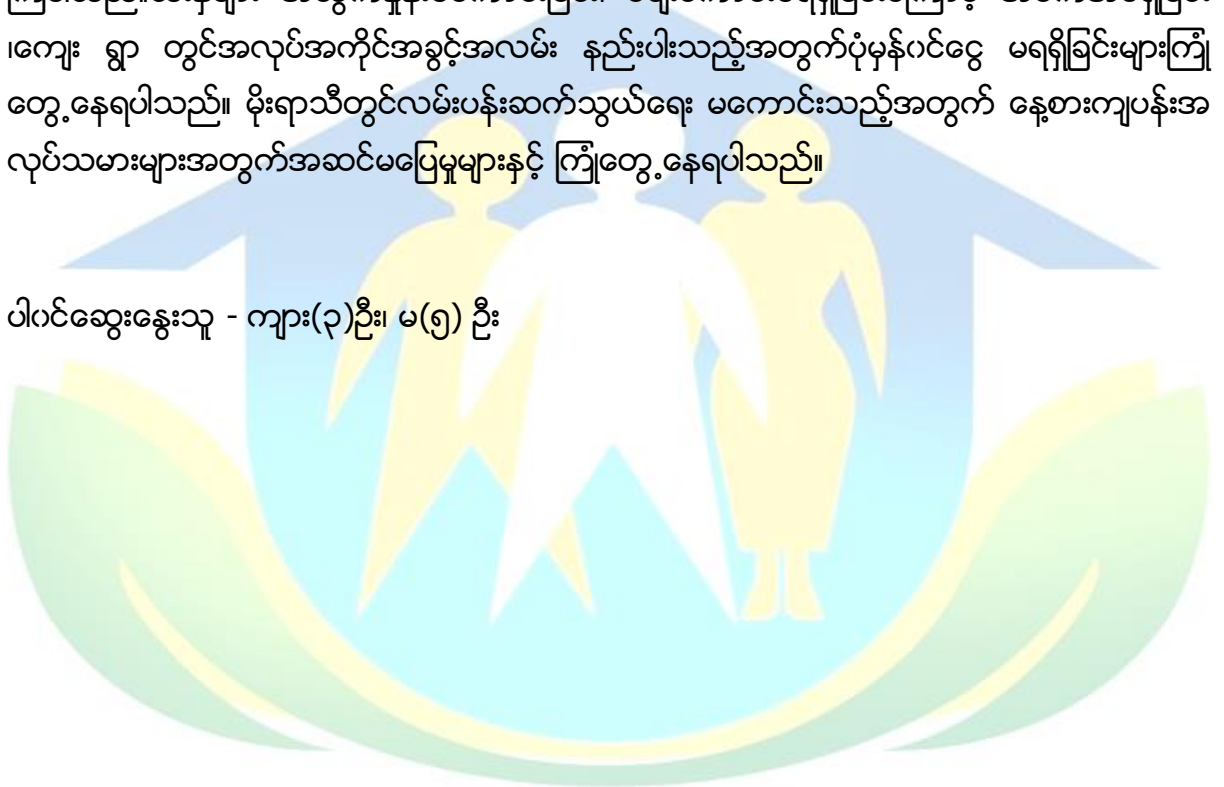 ၊ကျေး ရွာ တွင်အလုပ်အကိုင်အခွင့်အလမ်း နည်းပါးသည့်အတွက်ပုံမှန်ဝင်ငွေ မရရှိခြင်းများကြုံ
တွေ့နေရပါသည်။ မိုးရာသီတွင်လမ်းပန်းဆက်သွယ်ရေး မကောင်းသည့်အတွက် နေ့စားကျပန်းအ
လုပ်သမားများအတွက်အဆင်မပြေမှုများနှင့် ကြုံတွေ့နေရပါသည်။
ပါဝင်ဆွေးနွေးသူ - ကျား(၃)ဦး၊ မ(၅) ဦး